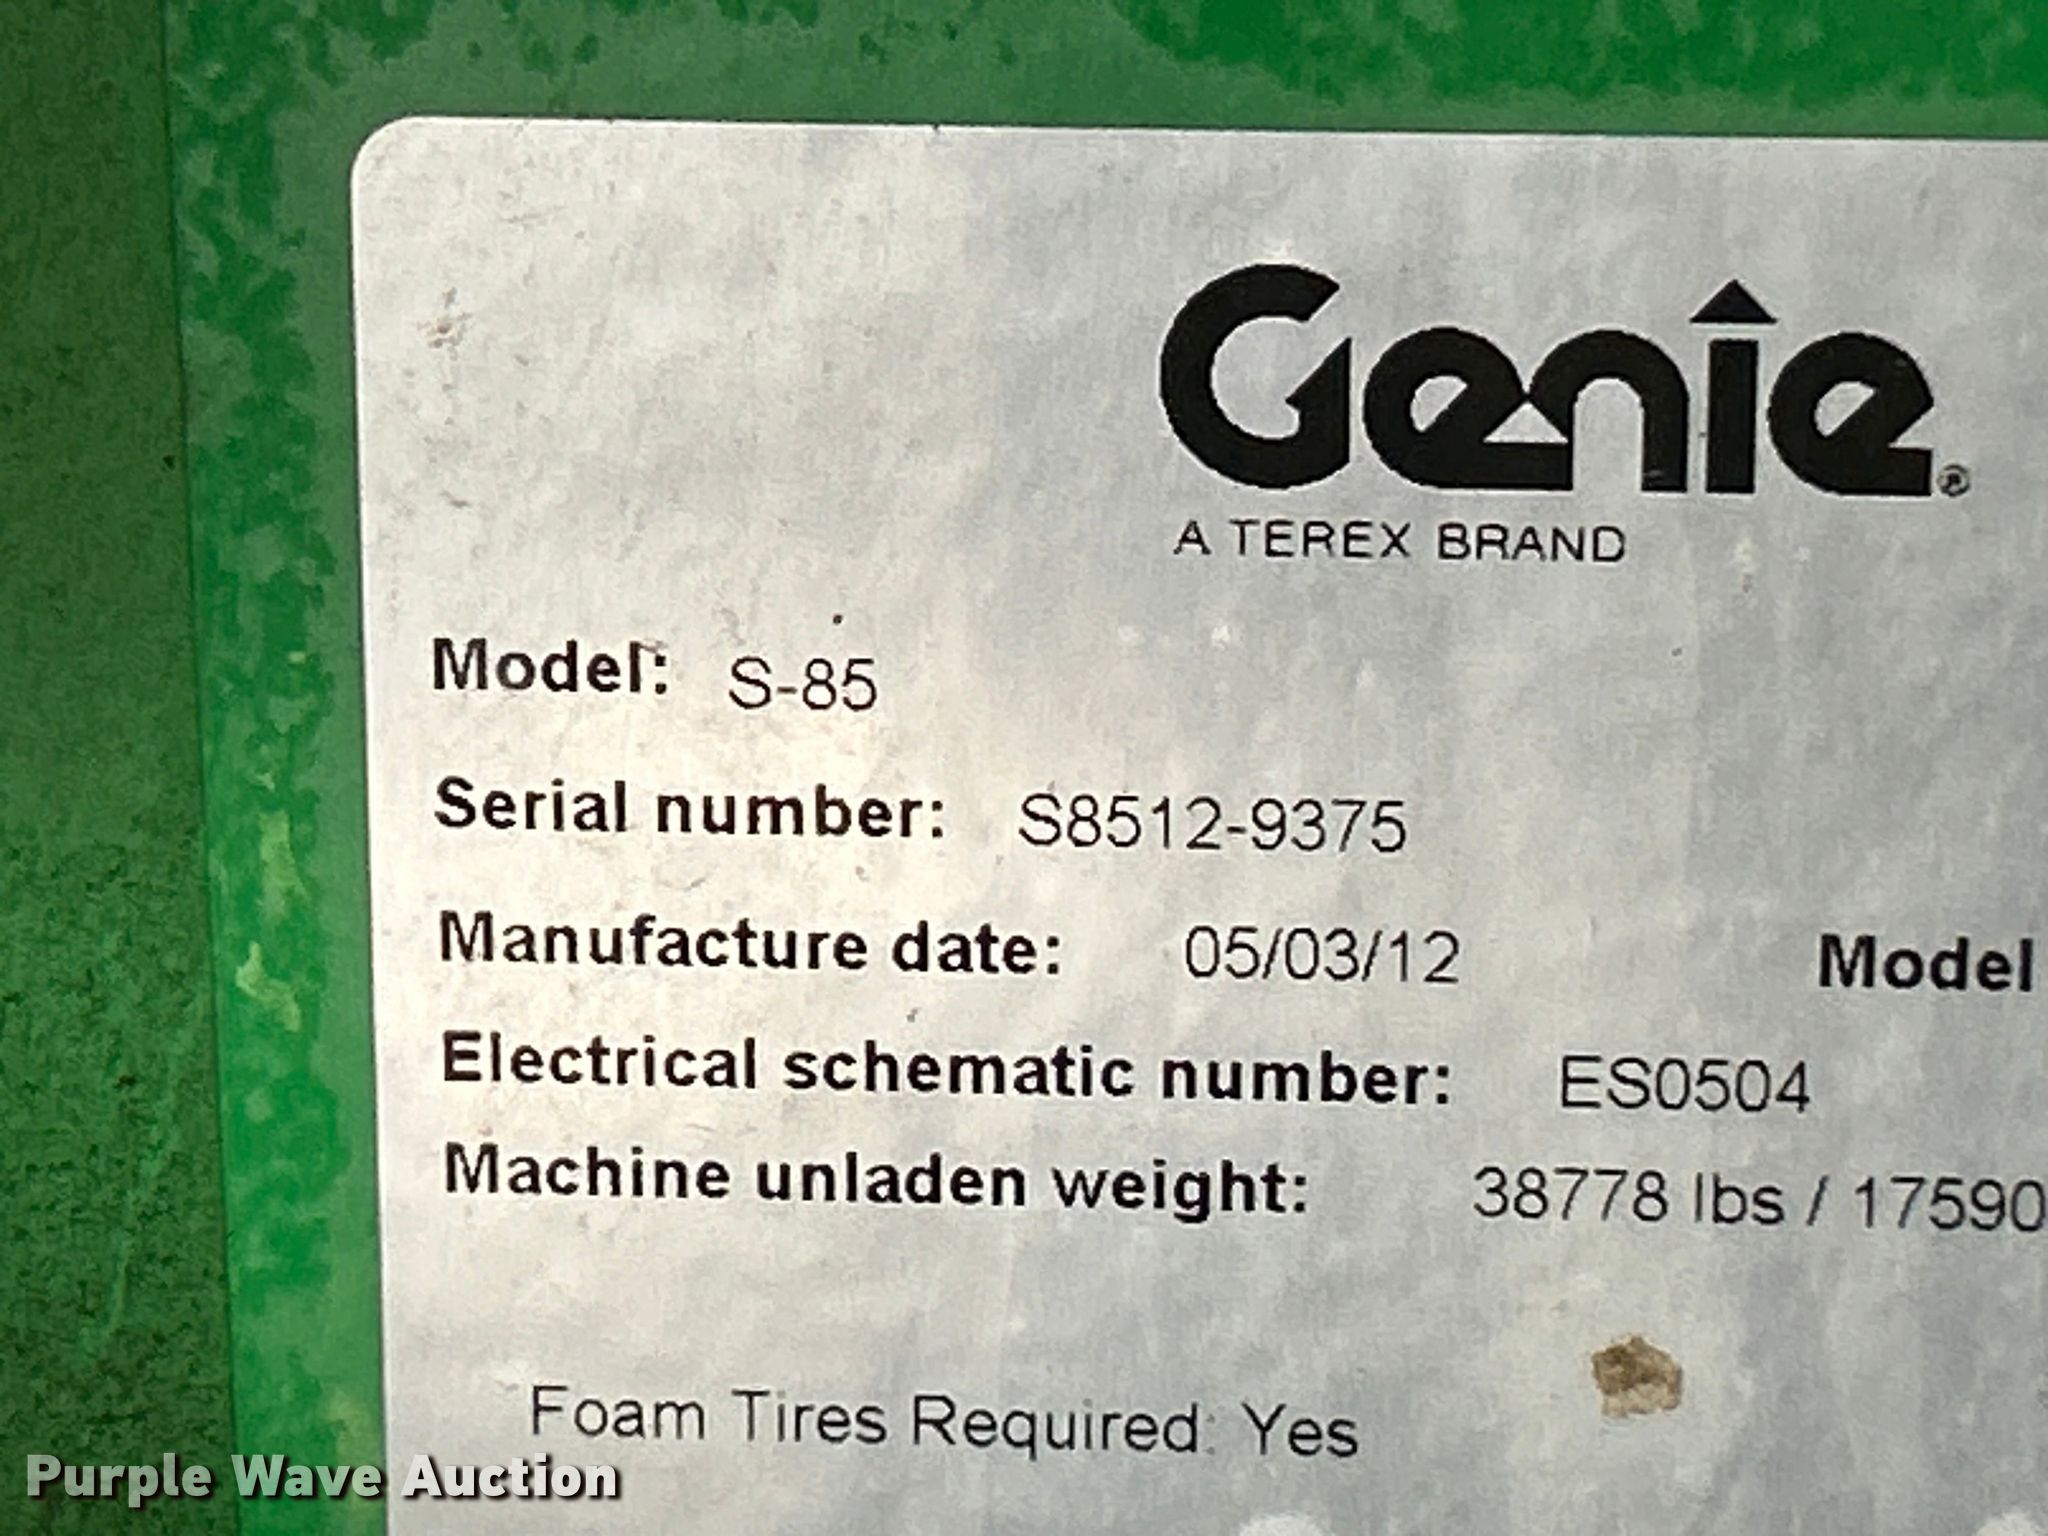 Genie®
A TEREX BRAND
Model: S-85
Serial number: S8512-9375
Manufacture date: 05/03/12 Model
Electrical schematic number: ES0504
Machine unladen weight: 38778 lbs / 17590
Foam Tires Required: Yes
Purple Wave Auction